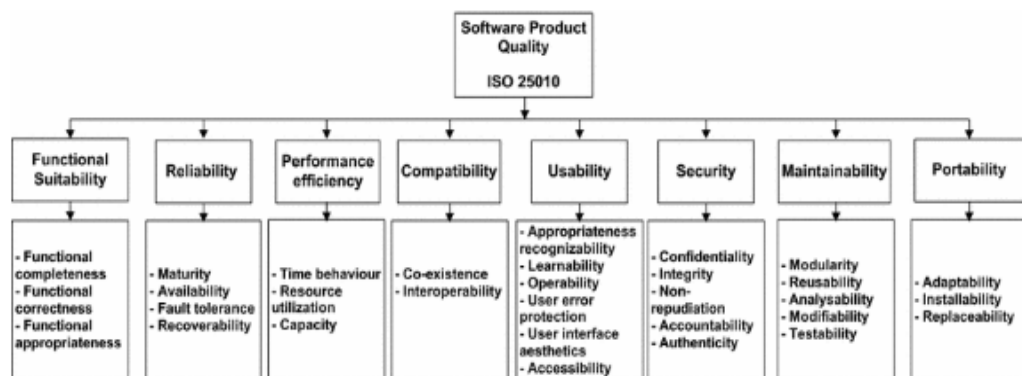 Software Product
Quality
ISO 25010
Functional
Suitability
Reliability
Performance
efficiency
Compatibility
Usability
Security
Maintainability
Portability
- Functional
completeness
- Functional
correctness
- Functional
appropriateness
- Maturity
- Availability
- Fault tolerance
- Recoverability
- Time behaviour
- Resource
utilization
- Capacity
- Co-existence
- Interoperability
- Appropriateness
recognizability
- Learnability
- Operability
- User error
protection
- User interface
aesthetics
- Accessibility
- Confidentiality
- Integrity
- Non-
repudiation
- Accountability
- Authenticity
- Modularity
- Reusability
- Analysability
- Modifiability
- Testability
- Adaptability
- Installability
- Replaceability